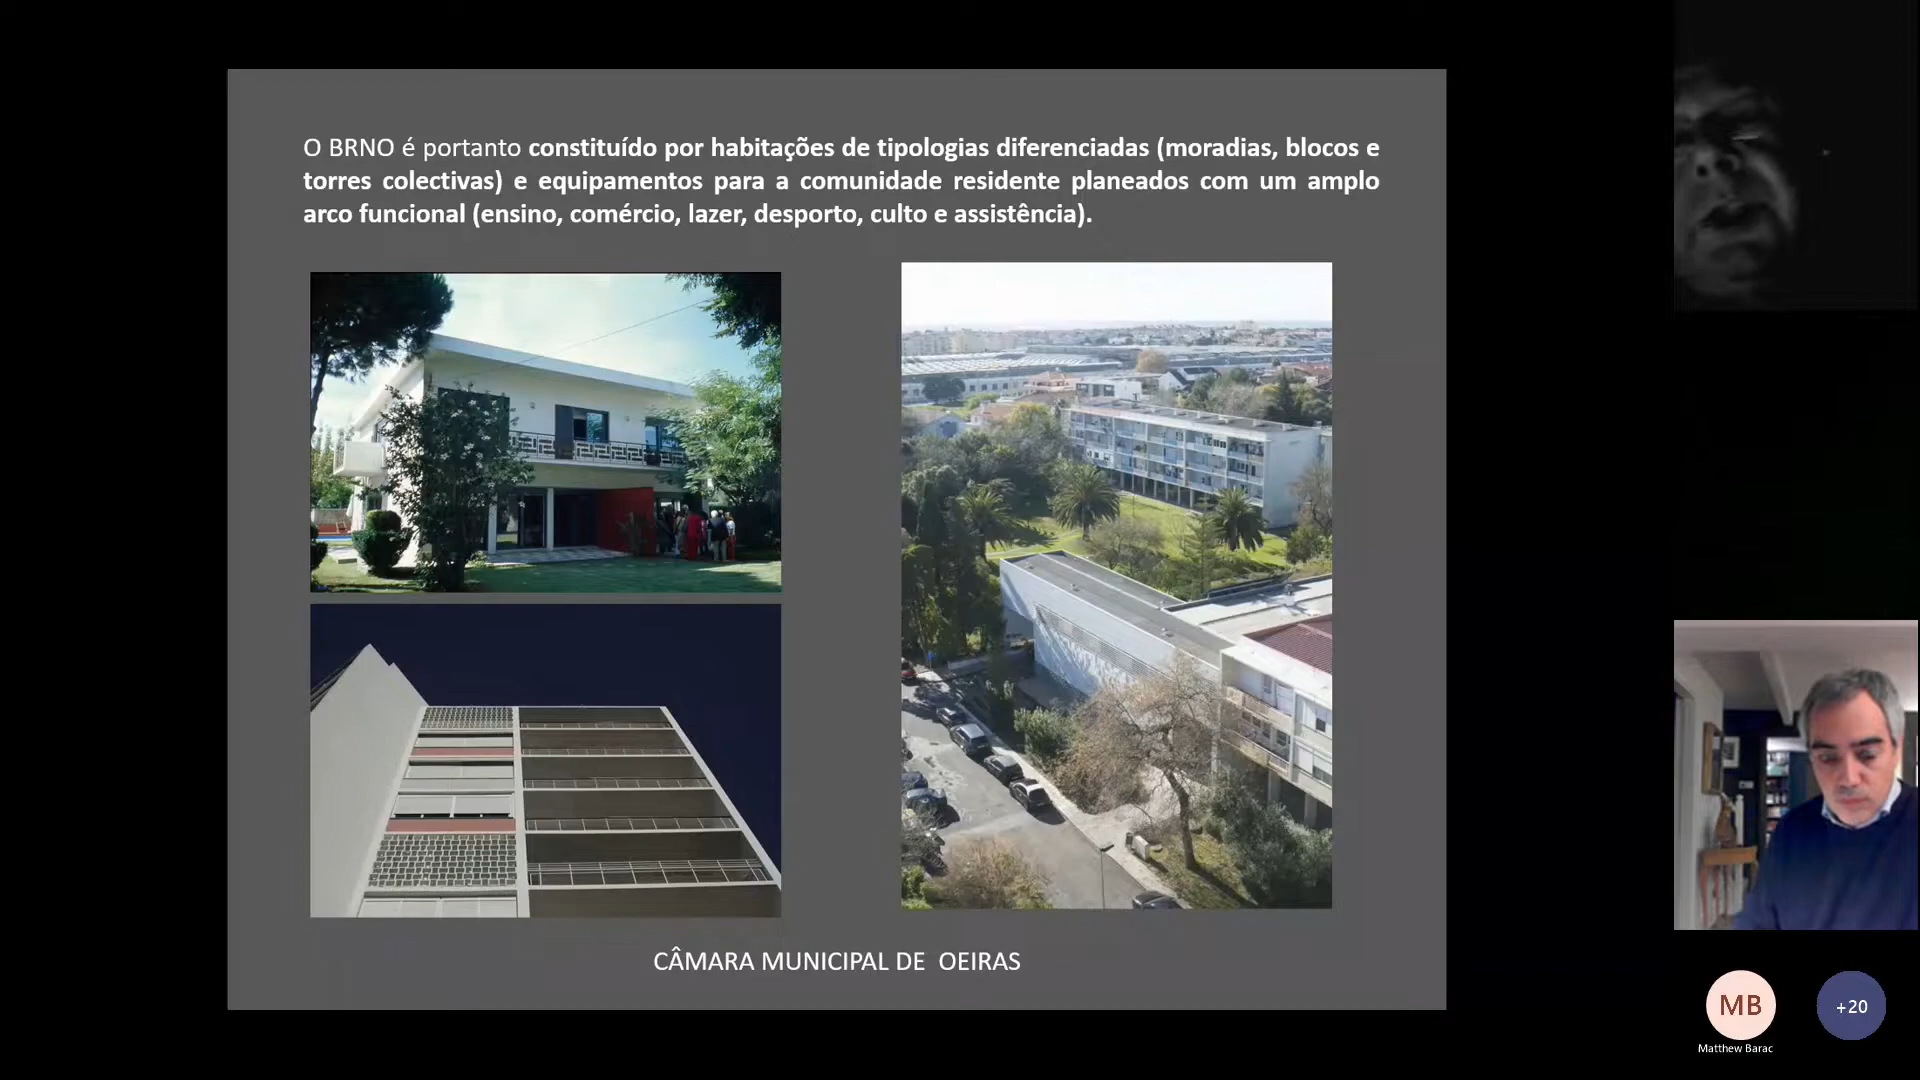 O BRNO é portanto constituído por habitações de tipologias diferenciadas (moradias, blocos e
torres colectivas) e equipamentos para a comunidade residente planeados com um amplo
arco funcional (ensino, comércio, lazer, desporto, culto e assistência).
CÂMARA MUNICIPAL DE OEIRAS
MB
+20
Matthew Barac